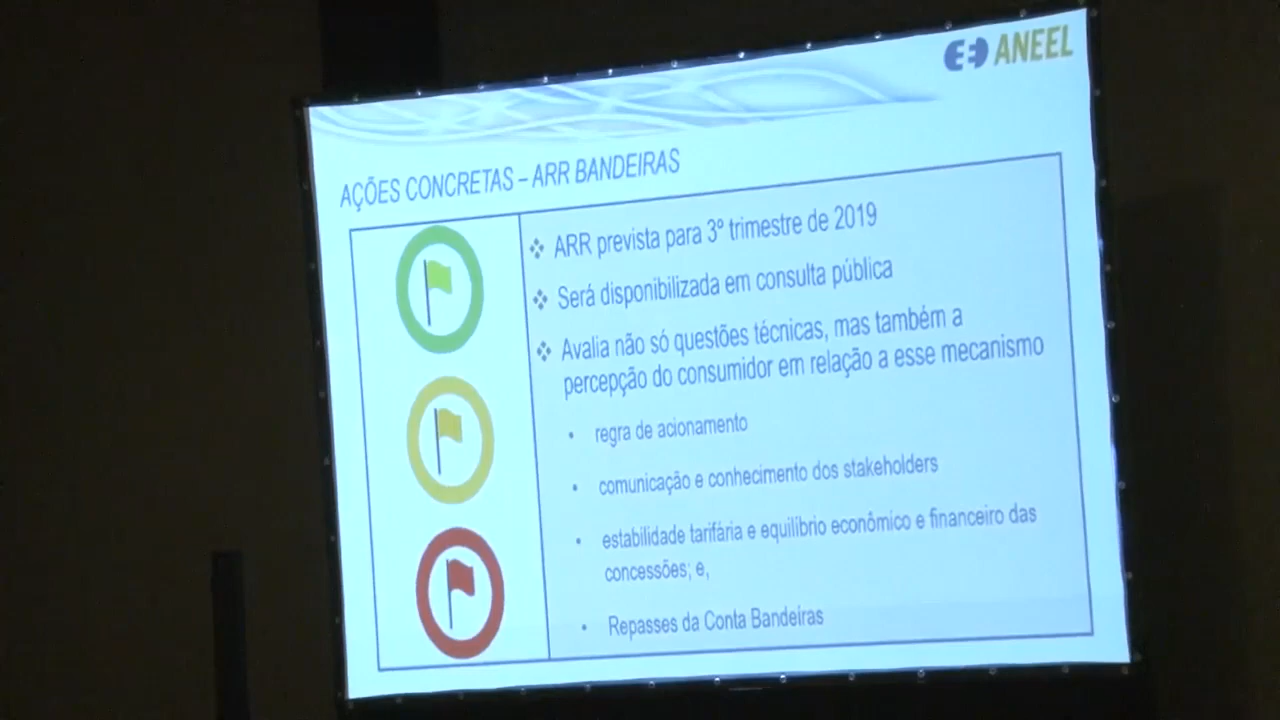 ANEEL
AÇÕES CONCRETAS – ARR BANDEIRAS
❖ ARR prevista para 3º trimestre de 2019
❖ Será disponibilizada em consulta pública
❖ Avalia não só questões técnicas, mas também a
percepção do consumidor em relação a esse mecanismo
• regra de acionamento
• comunicação e conhecimento dos stakeholders
• estabilidade tarifária e equilíbrio econômico e financeiro das
concessões; e,
• Repasses da Conta Bandeiras